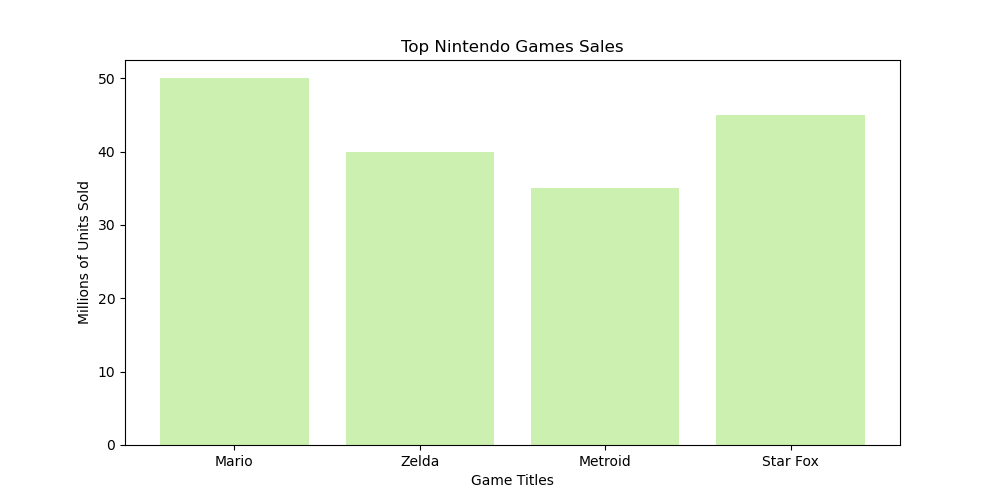 Top Nintendo Games Sales
Millions of Units Sold
50
40
30
20
10
0
Mario Zelda Metroid Star Fox
Game Titles